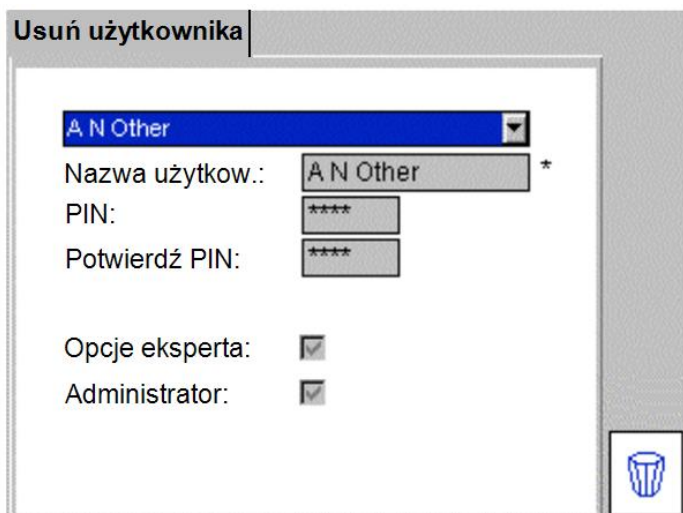 Usuń użytkownika
A N Other
Nazwa użytkow.: A N Other *
PIN: ****
Potwierdź PIN: ****
Opcje eksperta:
Administrator: